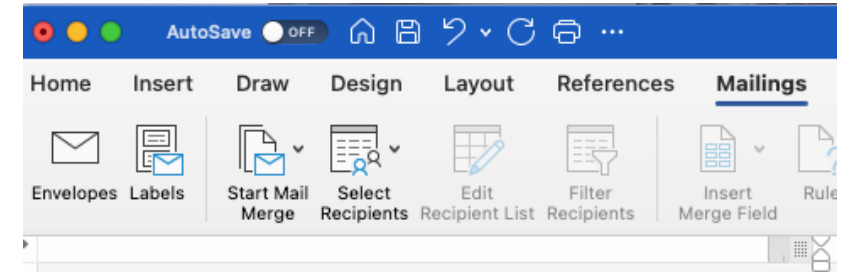 AutoSave OFF
Home Insert Draw Design Layout References Mailings
Envelopes Labels Start Mail Select Edit Filter Insert
Merge Recipients Recipient List Recipients Merge Field